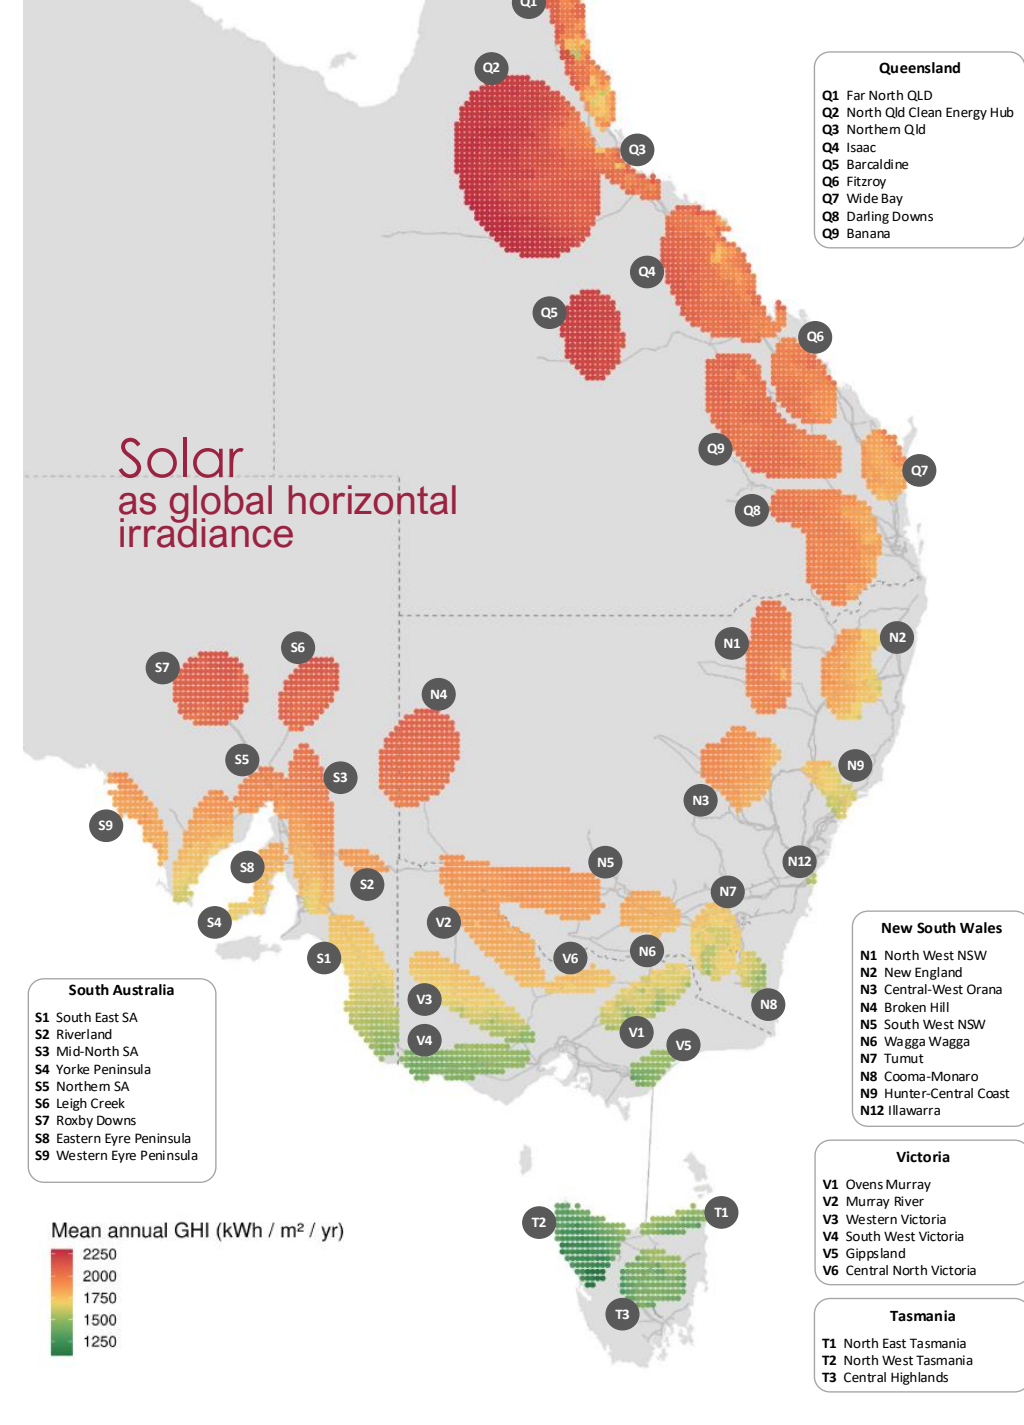 Q1
Q2
Q3
Q4
Q5
Q6
Q9
Q7
Q8
Solar
as global horizontal
irradiance
N1
N2
S6
S7
N4
S5
S3
N9
N3
S9
N5
N12
S8
S2
N7
S4
V2
N6
V6
S1
V3
N8
V1
V4
V5
T1
T2
T3
Queensland
Q1 Far North QLD
Q2 North Qld Clean Energy Hub
Q3 Northern Qld
Q4 Isaac
Q5 Barcaldine
Q6 Fitzroy
Q7 Wide Bay
Q8 Darling Downs
Q9 Banana
New South Wales
N1 North West NSW
N2 New England
N3 Central-West Orana
N4 Broken Hill
N5 South West NSW
N6 Wagga Wagga
N7 Tumut
N8 Cooma-Monaro
N9 Hunter-Central Coast
N12 Illawarra
South Australia
S1 South East SA
S2 Riverland
S3 Mid-North SA
S4 Yorke Peninsula
S5 Northern SA
S6 Leigh Creek
S7 Roxby Downs
S8 Eastern Eyre Peninsula
S9 Western Eyre Peninsula
Victoria
V1 Ovens Murray
V2 Murray River
V3 Western Victoria
V4 South West Victoria
V5 Gippsland
V6 Central North Victoria
Tasmania
T1 North East Tasmania
T2 North West Tasmania
T3 Central Highlands
Mean annual GHI (kWh / m² / yr)
2250
2000
1750
1500
1250